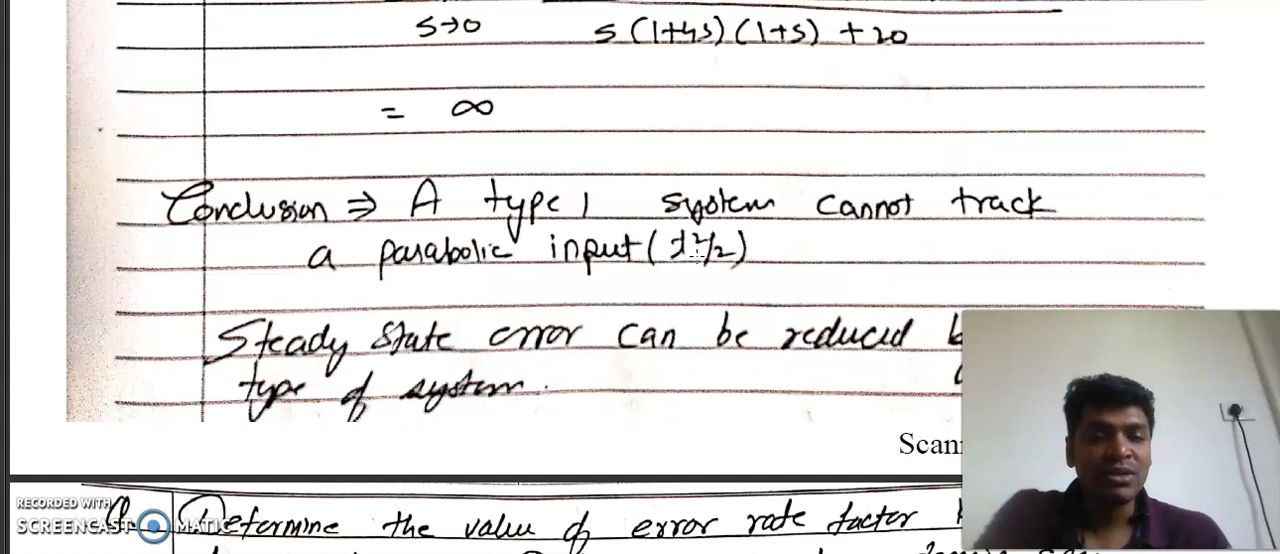 s→0 s(1+4s)(1+s) + 20
= ∞
Conclusion ⇒ A type 1 system cannot track
a parabolic input (t²/2)
Steady state error can be reduced
type of system.
Scan
RECORDED WITH
SCREENCAST MATIC
Determine the value of error rate factor